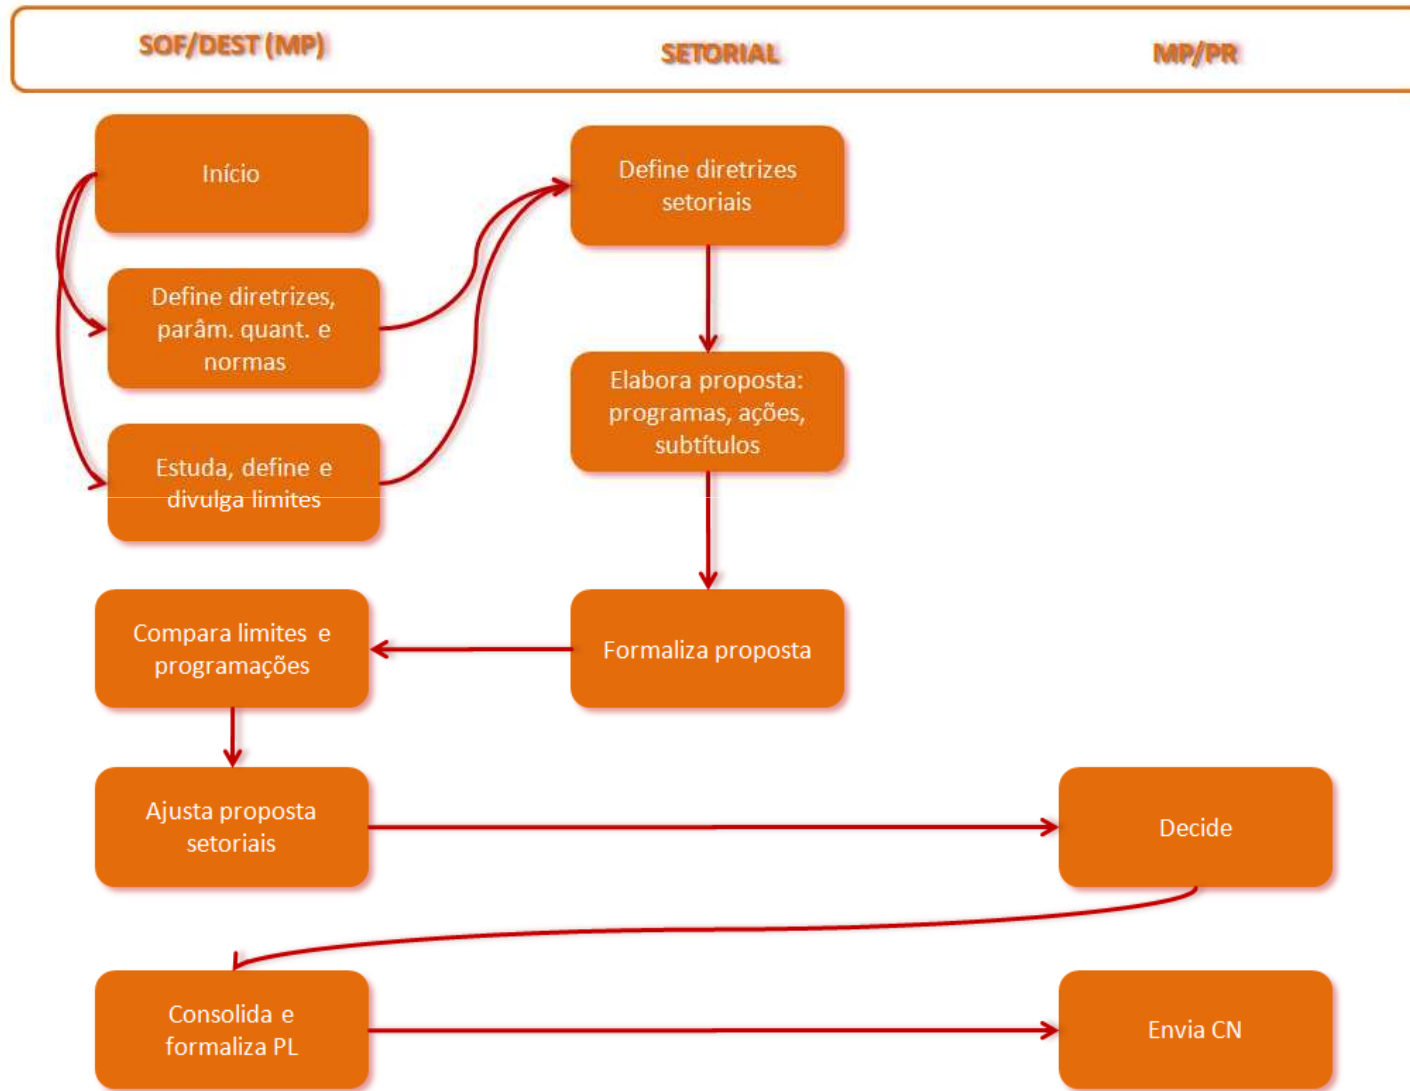 SOF/DEST (MP)
SETORIAL
MP/PR
Início
Define diretrizes
setoriais
Define diretrizes,
parâm. quant. e
normas
Elabora proposta:
programas, ações,
subtítulos
Estuda, define e
divulga limites
Compara limites e
programações
Formaliza proposta
Ajusta proposta
setoriais
Decide
Consolida e
formaliza PL
Envia CN